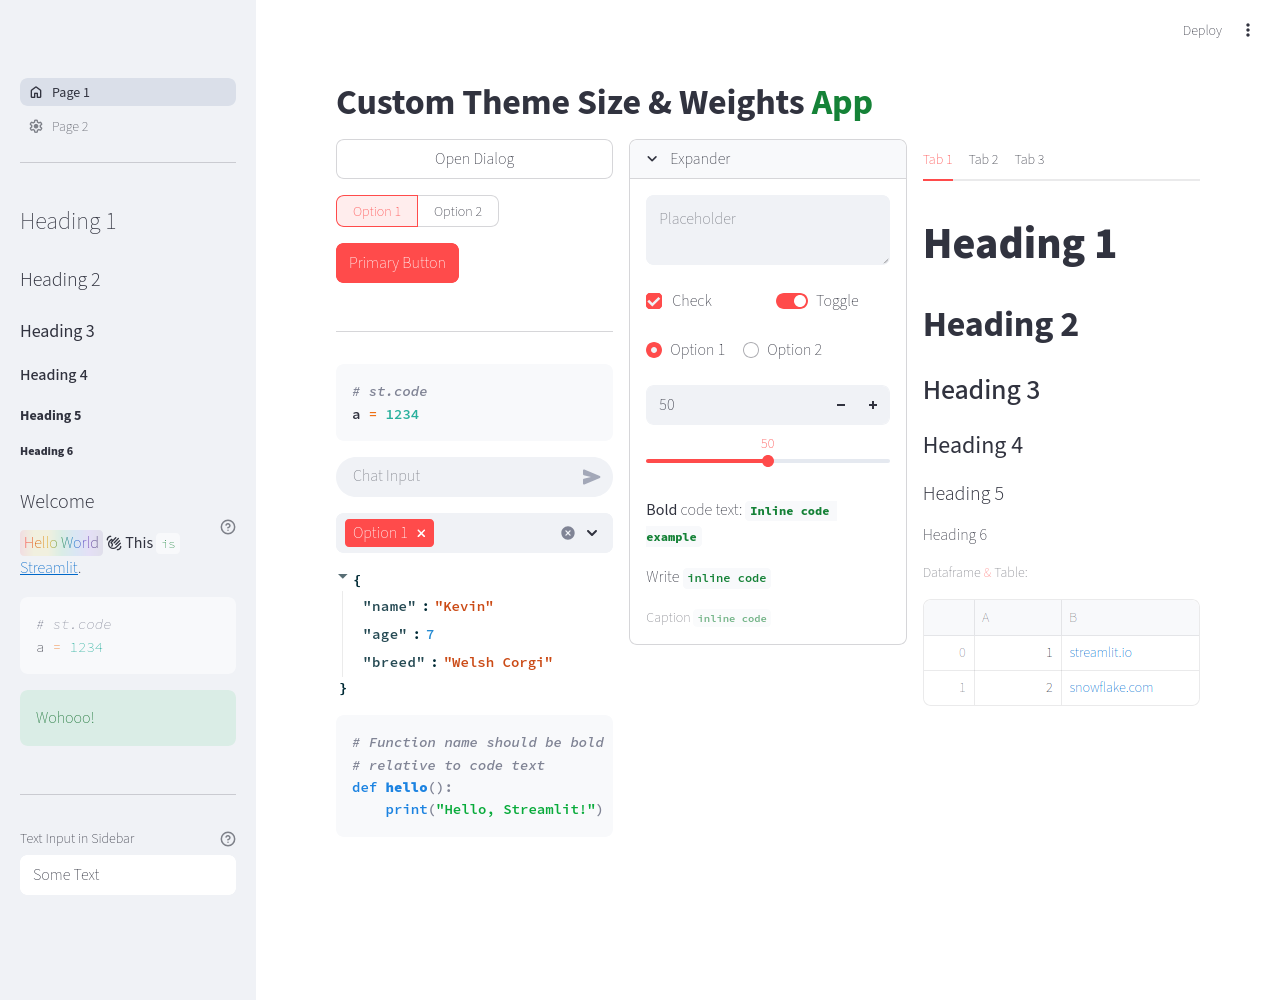 Deploy
Page 1
Page 2
Heading 1
Heading 2
Heading 3
Heading 4
Heading 5
Heading 6
Welcome
Hello World 👋 This is
Streamlit.
# st.code
a = 1234
Wohooo!
Text Input in Sidebar
Some Text
Custom Theme Size & Weights App
Open Dialog
Option 1 Option 2
Primary Button
# st.code
a = 1234
Chat Input
Option 1
{
"name" : "Kevin"
"age" : 7
"breed" : "Welsh Corgi"
}
# Function name should be bold
# relative to code text
def hello():
    print("Hello, Streamlit!")
Expander
Placeholder
Check Toggle
Option 1 Option 2
50
50
Bold code text: Inline code
example
Write inline code
Caption inline code
Tab 1 Tab 2 Tab 3
Heading 1
Heading 2
Heading 3
Heading 4
Heading 5
Heading 6
Dataframe & Table:
A B
0 1 streamlit.io
1 2 snowflake.com